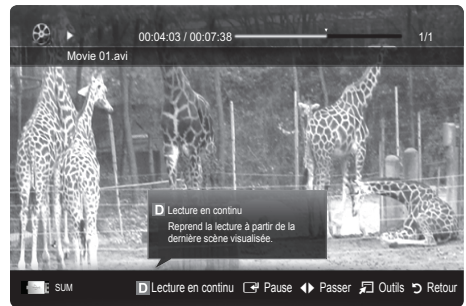 00:04:03 / 00:07:38 1/1
Movie 01.avi
D Lecture en continu
Reprend la lecture à partir de la
dernière scène visualisée.
SUM D Lecture en continu Pause Passer Outils Retour